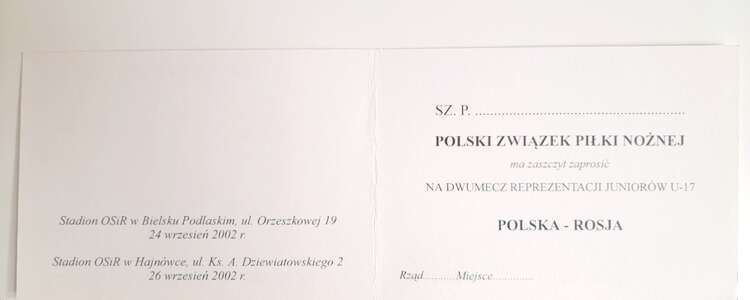 Stadion OSiR w Bielsku Podlaskim, ul. Orzeszkowej 19
24 wrzesień 2002 r.
Stadion OSiR w Hajnówce, ul. Ks. A. Dziewiatowskiego 2
26 wrzesień 2002 r.
SZ. P. ........................................................
POLSKI ZWIĄZEK PIŁKI NOŻNEJ
ma zaszczyt zaprosić
NA DWUMECZ REPREZENTACJI JUNIORÓW U-17
POLSKA - ROSJA
Rząd............Miejsce..............